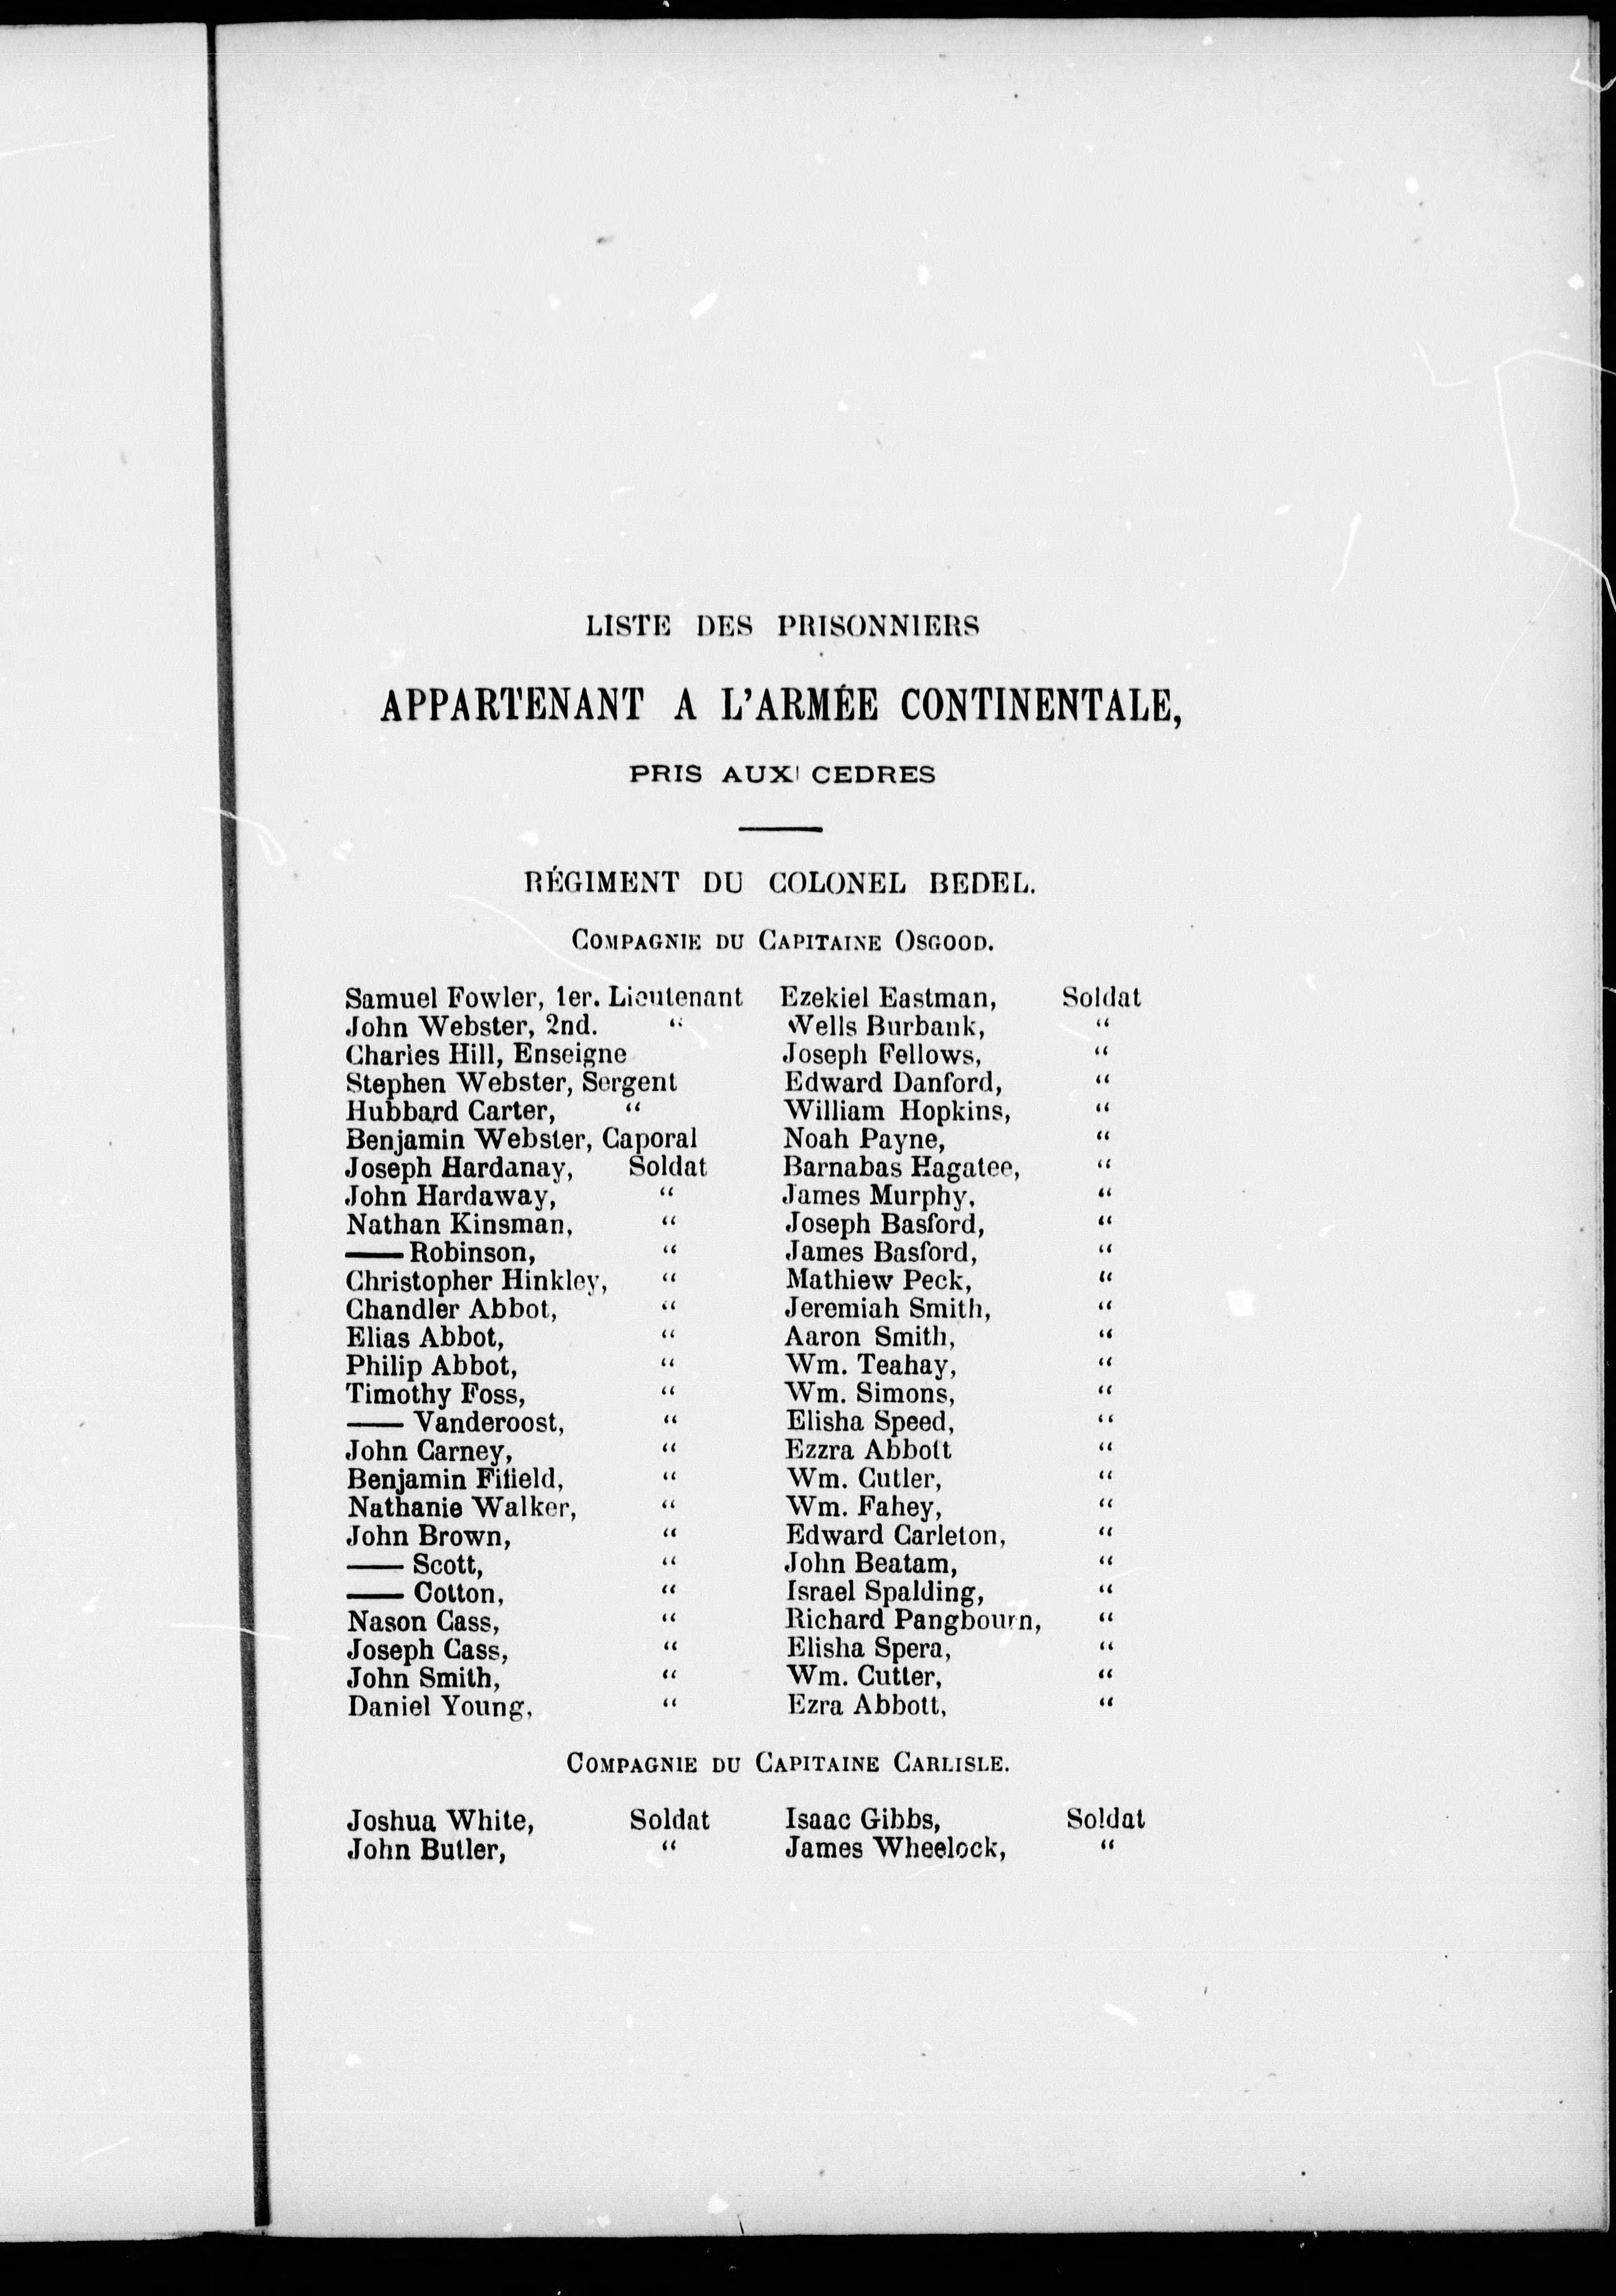 LISTE DES PRISONNIERS
APPARTENANT A L'ARMÉE CONTINENTALE,
PRIS AUX CEDRES
RÉGIMENT DU COLONEL BEDEL.
COMPAGNIE DU CAPITAINE OSGOOD.
Samuel Fowler, 1er. Lieutenant
John Webster, 2nd. “
Charles Hill, Enseigne
Stephen Webster, Sergent
Hubbard Carter, “
Benjamin Webster, Caporal
Joseph Hardanay, Soldat
John Hardaway, “
Nathan Kinsman, “
—— Robinson, “
Christopher Hinkley, “
Chandler Abbot, “
Elias Abbot, “
Philip Abbot, “
Timothy Foss, “
—— Vanderoost, “
John Carney, “
Benjamin Fifield, “
Nathanie Walker, “
John Brown, “
—— Scott, “
—— Cotton, “
Nason Cass, “
Joseph Cass, “
John Smith, “
Daniel Young, “
Ezekiel Eastman, Soldat
Wells Burbank, “
Joseph Fellows, “
Edward Danford, “
William Hopkins, “
Noah Payne, “
Barnabas Hagatee, “
James Murphy, “
Joseph Basford, “
James Basford, “
Mathiew Peck, “
Jeremiah Smith, “
Aaron Smith, “
Wm. Teahay, “
Wm. Simons, “
Elisha Speed, “
Ezzra Abbott “
Wm. Cutler, “
Wm. Fahey, “
Edward Carleton, “
John Beatam, “
Israel Spalding, “
Richard Pangbourn, “
Elisha Spera, “
Wm. Cutter, “
Ezra Abbott, “
COMPAGNIE DU CAPITAINE CARLISLE.
Joshua White, Soldat
John Butler, “
Isaac Gibbs, Soldat
James Wheelock, “